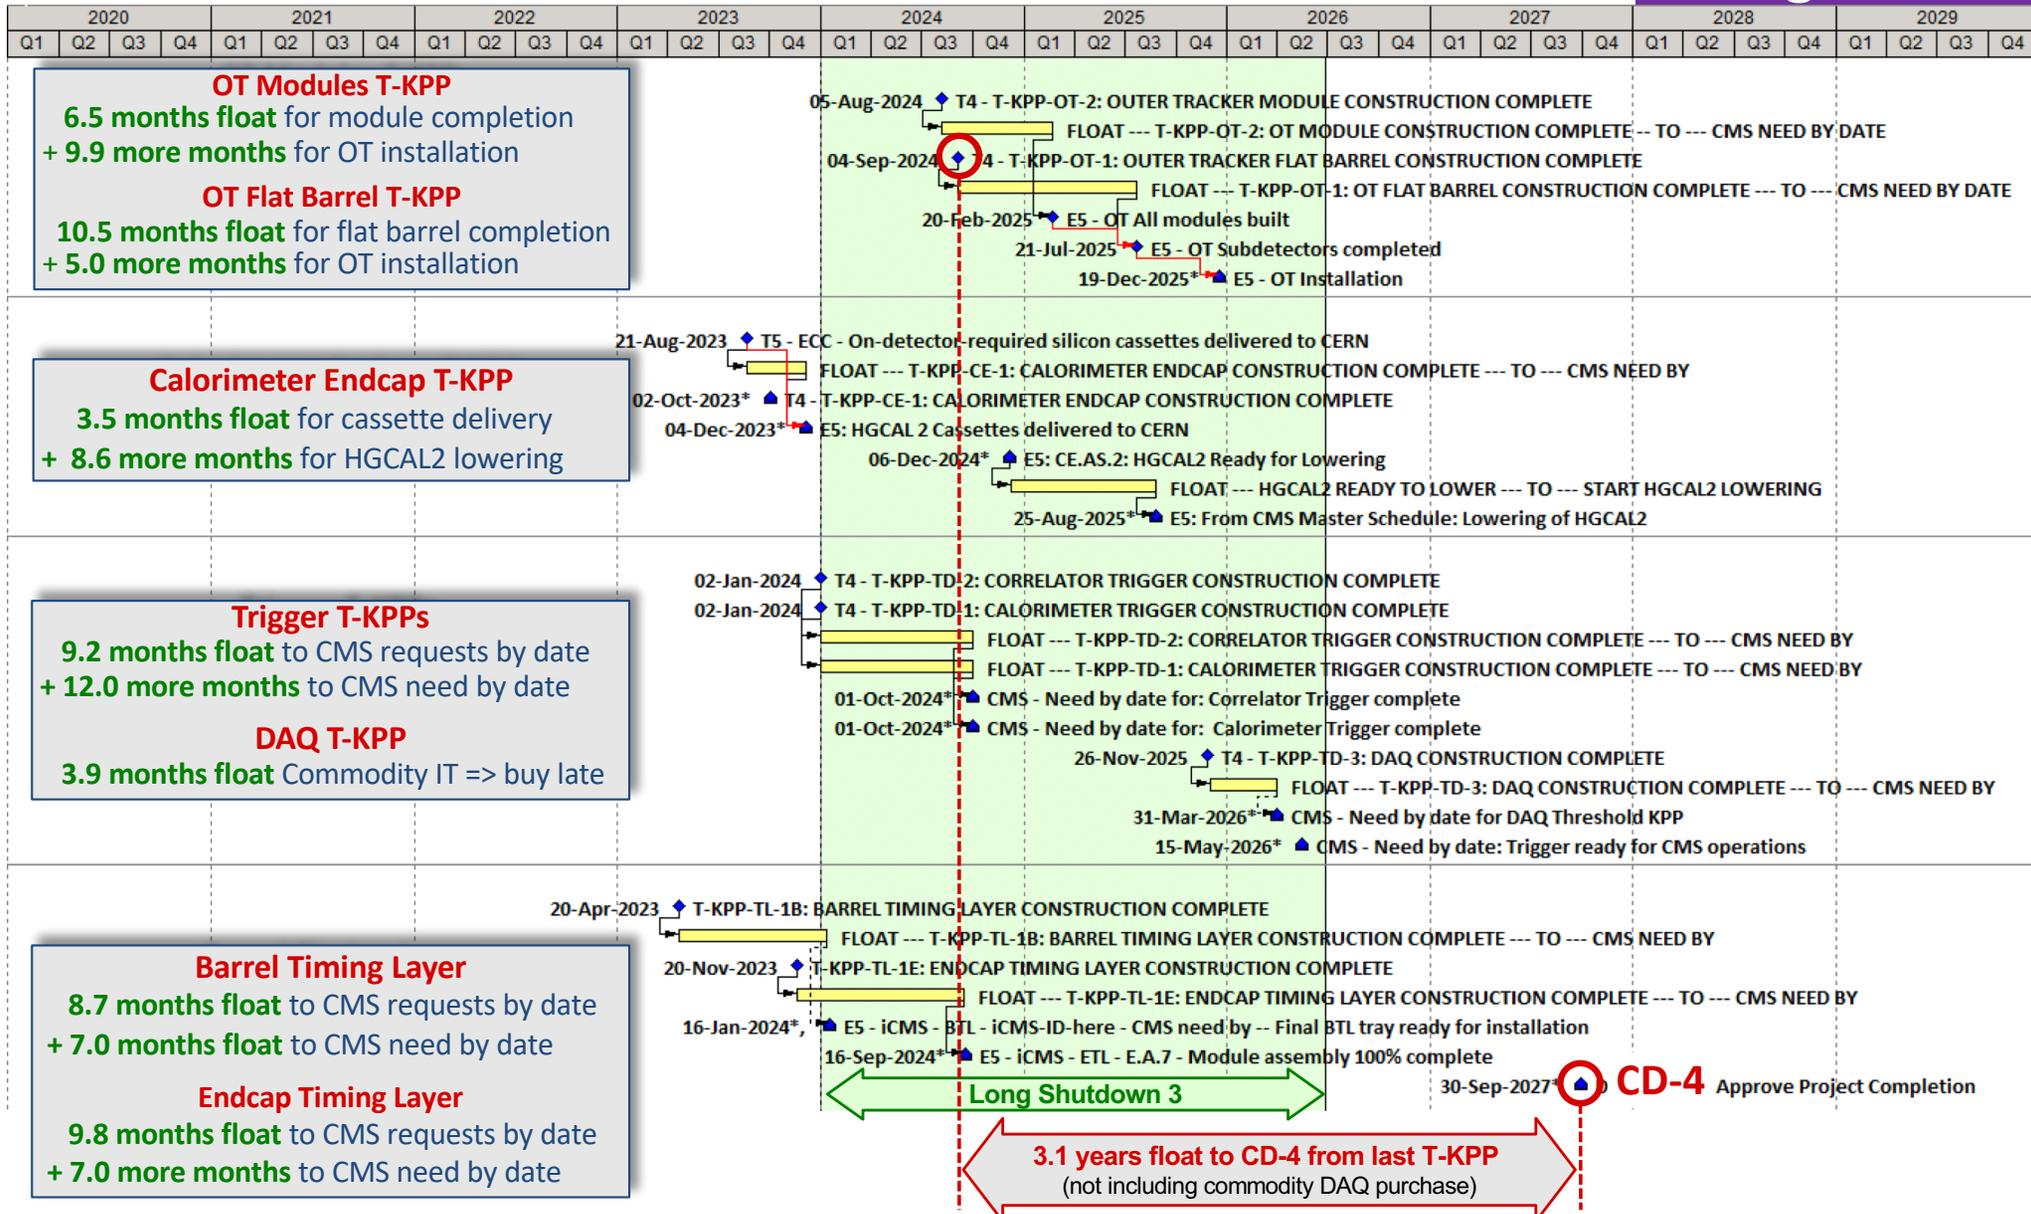 2020 2021 2022 2023 2024 2025 2026 2027 2028 2029
Q1 Q2 Q3 Q4 Q1 Q2 Q3 Q4 Q1 Q2 Q3 Q4 Q1 Q2 Q3 Q4 Q1 Q2 Q3 Q4 Q1 Q2 Q3 Q4 Q1 Q2 Q3 Q4 Q1 Q2 Q3 Q4 Q1 Q2 Q3 Q4 Q1 Q2 Q3 Q4
OT Modules T-KPP
6.5 months float for module completion
+ 9.9 more months for OT installation
OT Flat Barrel T-KPP
10.5 months float for flat barrel completion
+ 5.0 more months for OT installation
05-Aug-2024 T4 - T-KPP-OT-2: OUTER TRACKER MODULE CONSTRUCTION COMPLETE
FLOAT --- T-KPP-OT-2: OT MODULE CONSTRUCTION COMPLETE -- TO --- CMS NEED BY DATE
04-Sep-2024 T4 - T-KPP-OT-1: OUTER TRACKER FLAT BARREL CONSTRUCTION COMPLETE
FLOAT --- T-KPP-OT-1: OT FLAT BARREL CONSTRUCTION COMPLETE --- TO --- CMS NEED BY DATE
20-Feb-2025 E5 - OT All modules built
21-Jul-2025 E5 - OT Subdetectors completed
19-Dec-2025* E5 - OT Installation
Calorimeter Endcap T-KPP
3.5 months float for cassette delivery
+ 8.6 more months for HGCAL2 lowering
21-Aug-2023 T5 - ECC - On-detector-required silicon cassettes delivered to CERN
FLOAT --- T-KPP-CE-1: CALORIMETER ENDCAP CONSTRUCTION COMPLETE --- TO --- CMS NEED BY
02-Oct-2023* T4 - T-KPP-CE-1: CALORIMETER ENDCAP CONSTRUCTION COMPLETE
04-Dec-2023* E5: HGCAL 2 Cassettes delivered to CERN
06-Dec-2024* E5: CE.AS.2: HGCAL2 Ready for Lowering
FLOAT --- HGCAL2 READY TO LOWER --- TO --- START HGCAL2 LOWERING
25-Aug-2025* E5: From CMS Master Schedule: Lowering of HGCAL2
Trigger T-KPPs
9.2 months float to CMS requests by date
+ 12.0 more months to CMS need by date
DAQ T-KPP
3.9 months float Commodity IT => buy late
02-Jan-2024 T4 - T-KPP-TD-2: CORRELATOR TRIGGER CONSTRUCTION COMPLETE
02-Jan-2024 T4 - T-KPP-TD-1: CALORIMETER TRIGGER CONSTRUCTION COMPLETE
FLOAT --- T-KPP-TD-2: CORRELATOR TRIGGER CONSTRUCTION COMPLETE --- TO --- CMS NEED BY
FLOAT --- T-KPP-TD-1: CALORIMETER TRIGGER CONSTRUCTION COMPLETE --- TO --- CMS NEED BY
01-Oct-2024* CMS - Need by date for: Correlator Trigger complete
01-Oct-2024* CMS - Need by date for: Calorimeter Trigger complete
26-Nov-2025 T4 - T-KPP-TD-3: DAQ CONSTRUCTION COMPLETE
FLOAT --- T-KPP-TD-3: DAQ CONSTRUCTION COMPLETE --- TO --- CMS NEED BY
31-Mar-2026* CMS - Need by date for DAQ Threshold KPP
15-May-2026* CMS - Need by date: Trigger ready for CMS operations
Barrel Timing Layer
8.7 months float to CMS requests by date
+ 7.0 months float to CMS need by date
Endcap Timing Layer
9.8 months float to CMS requests by date
+ 7.0 more months to CMS need by date
20-Apr-2023 T-KPP-TL-1B: BARREL TIMING LAYER CONSTRUCTION COMPLETE
FLOAT --- T-KPP-TL-1B: BARREL TIMING LAYER CONSTRUCTION COMPLETE --- TO --- CMS NEED BY
20-Nov-2023 T-KPP-TL-1E: ENDCAP TIMING LAYER CONSTRUCTION COMPLETE
FLOAT --- T-KPP-TL-1E: ENDCAP TIMING LAYER CONSTRUCTION COMPLETE --- TO --- CMS NEED BY
16-Jan-2024*, E5 - iCMS - BTL - iCMS-ID-here - CMS need by -- Final BTL tray ready for installation
16-Sep-2024* E5 - iCMS - ETL - E.A.7 - Module assembly 100% complete
30-Sep-2027* CD-4 Approve Project Completion
Long Shutdown 3
3.1 years float to CD-4 from last T-KPP
(not including commodity DAQ purchase)